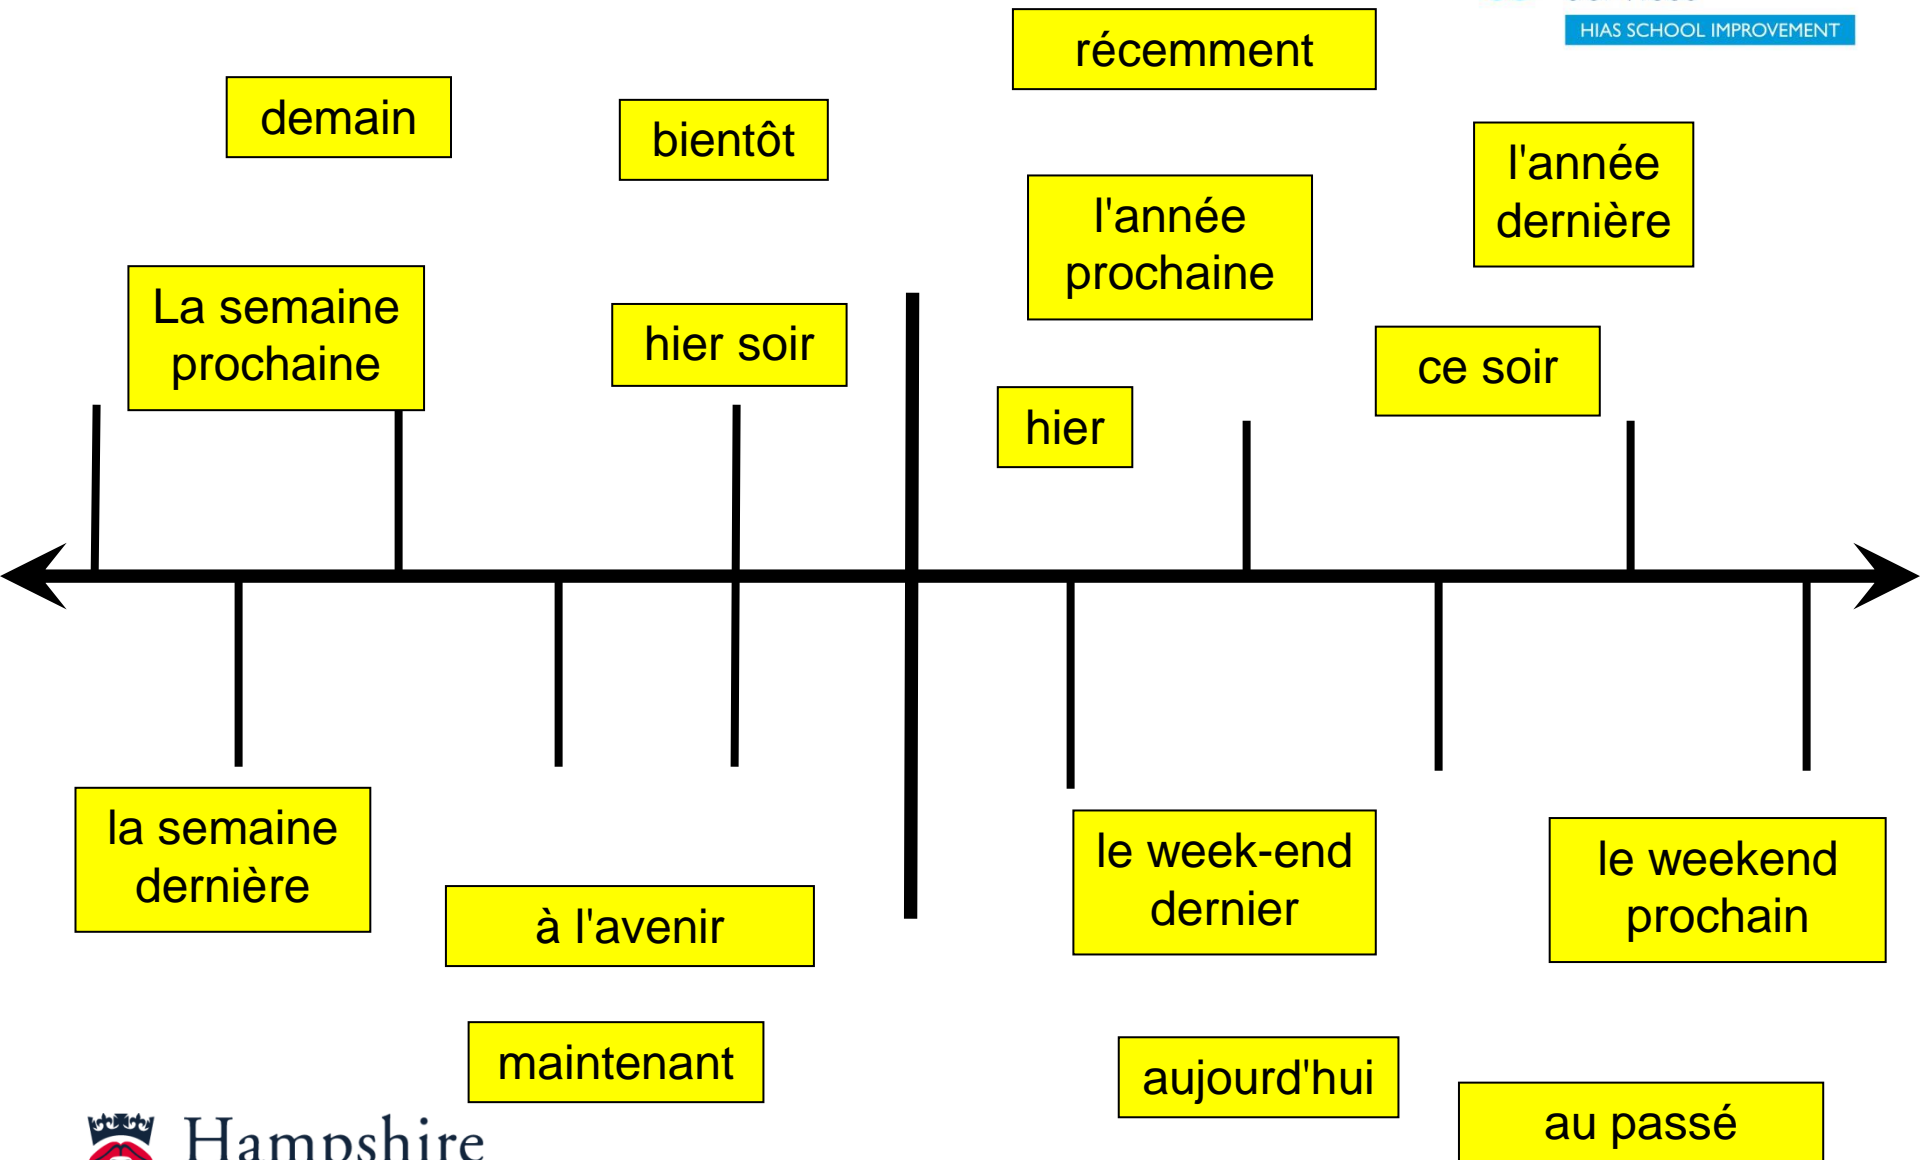 HIAS SCHOOL IMPROVEMENT
récemment
demain
bientôt
l'année
dernière
l'année
prochaine
La semaine
prochaine
hier soir
ce soir
hier
la semaine
dernière
le week-end
dernier
le weekend
prochain
à l'avenir
maintenant
aujourd'hui
au passé
Hampshire